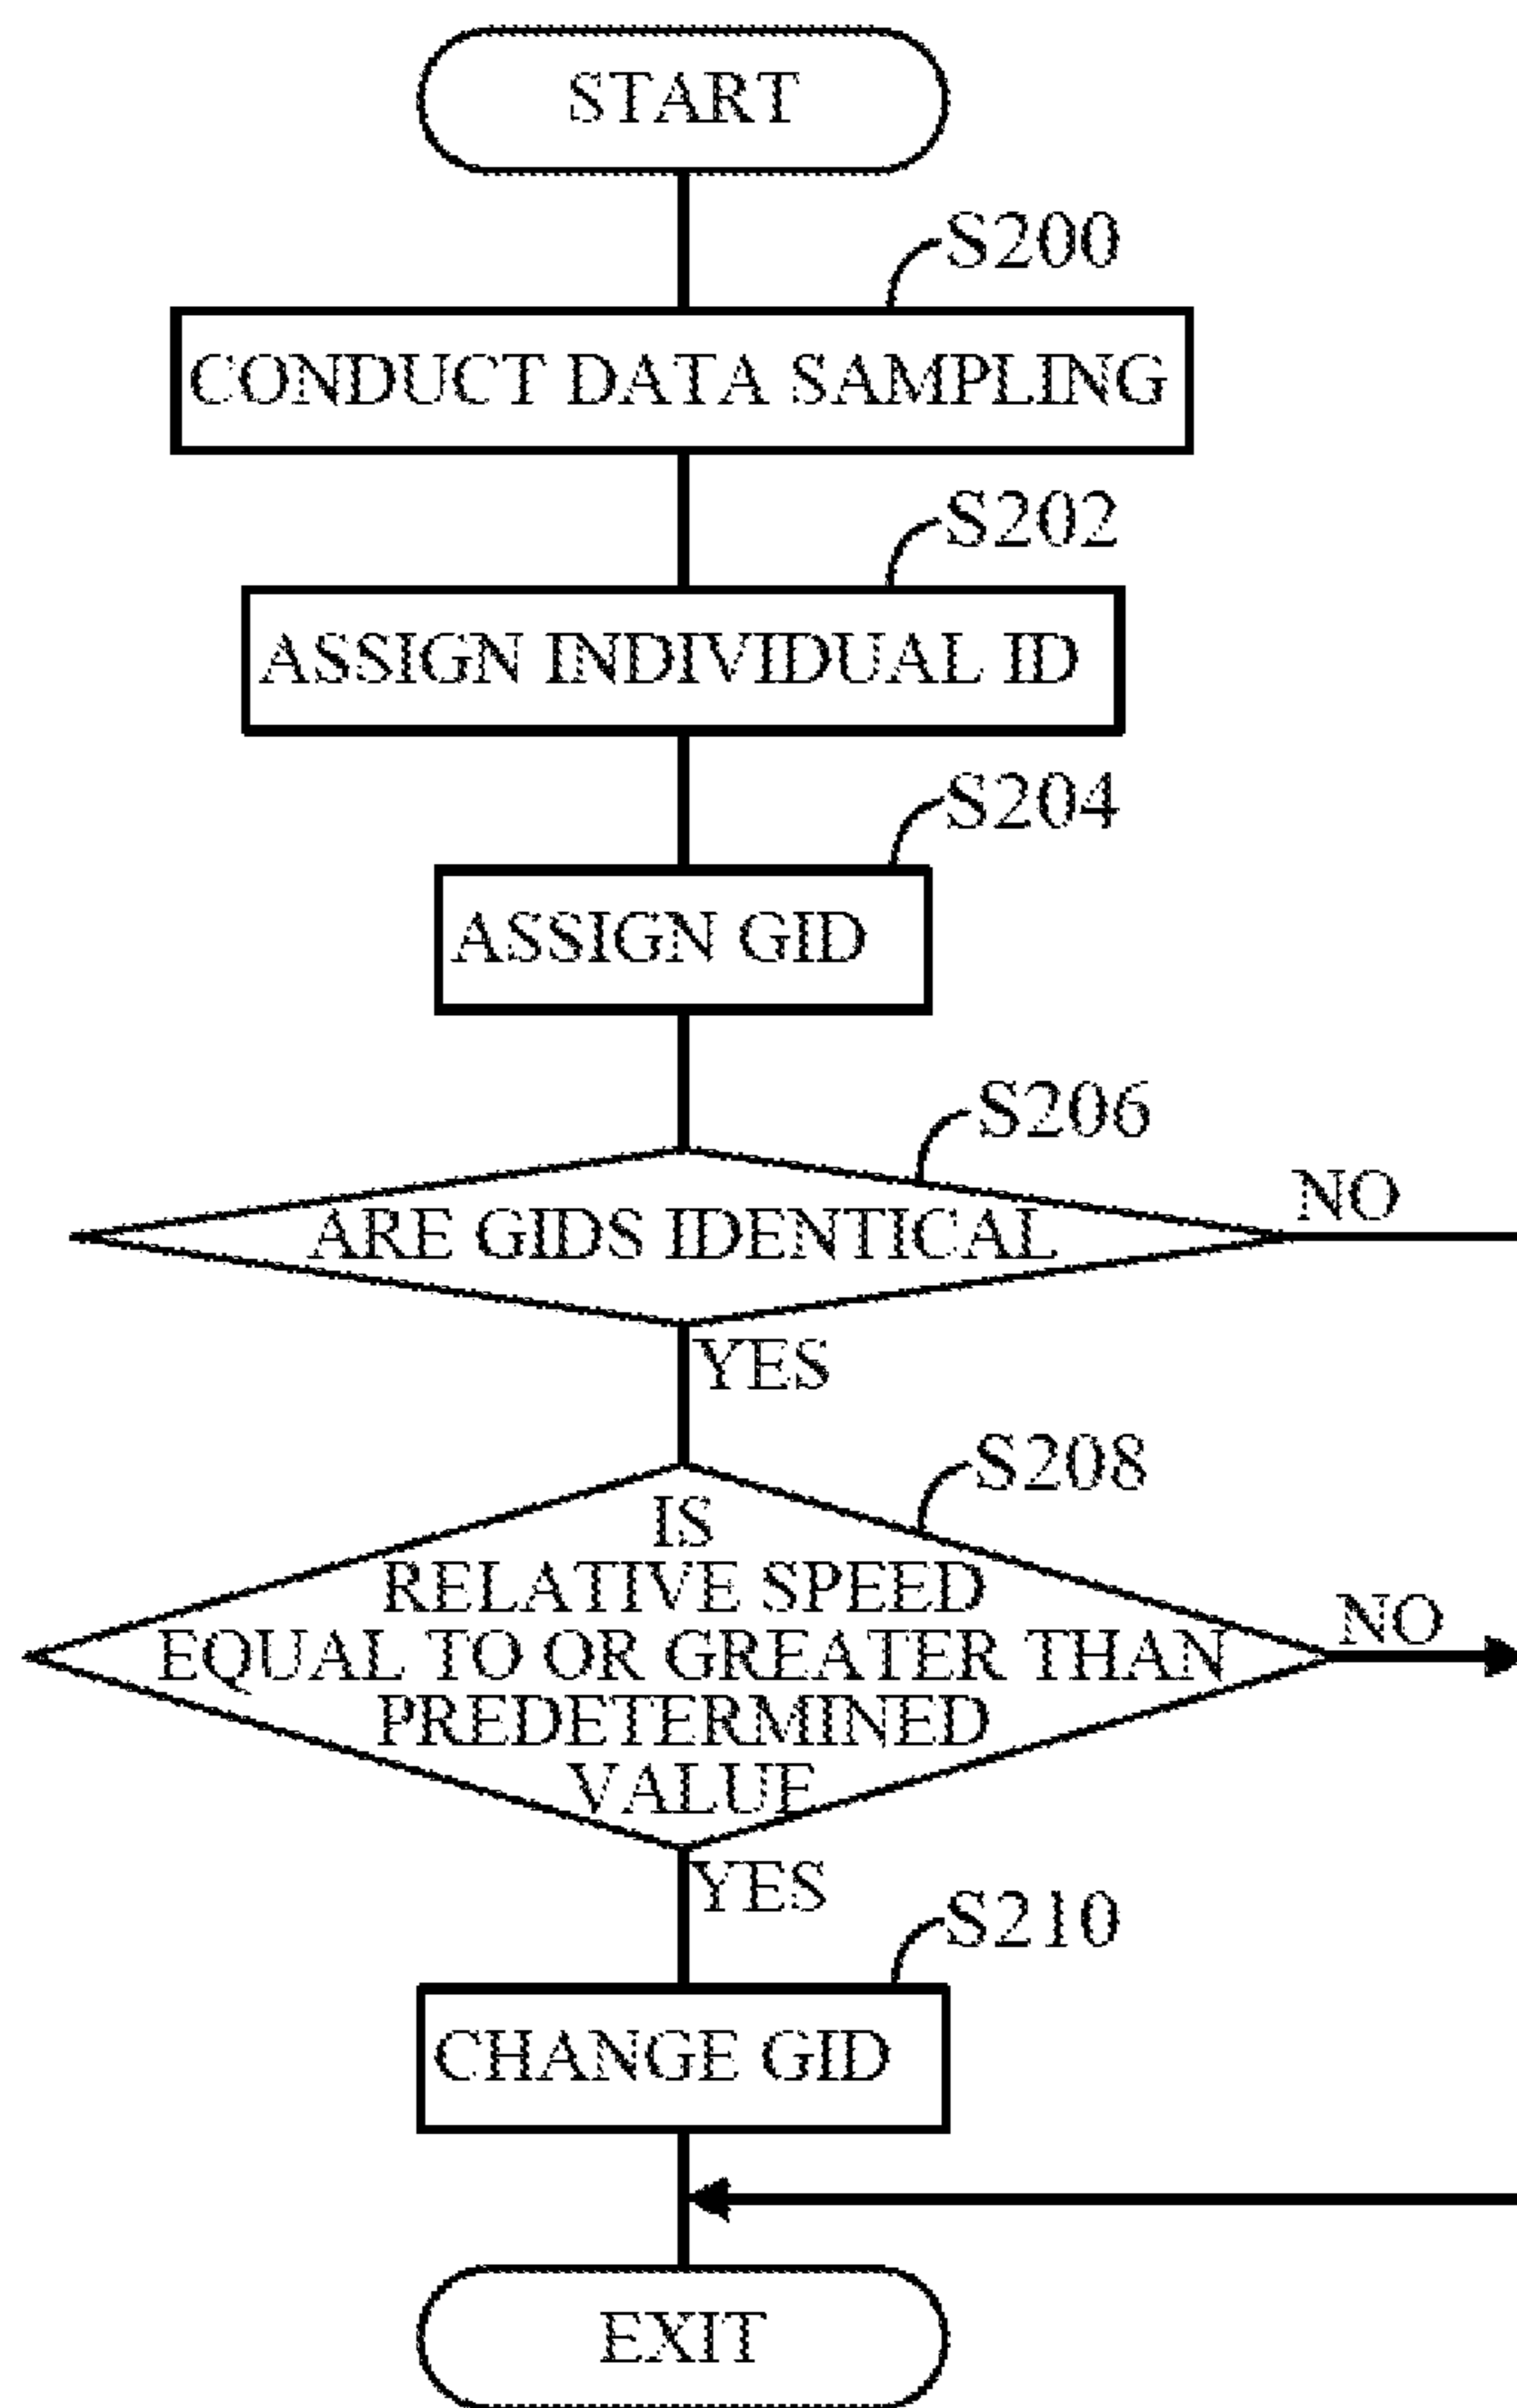 START
S200
CONDUCT DATA SAMPLING
S202
ASSIGN INDIVIDUAL ID
S204
ASSIGN GID
S206
ARE GIDS IDENTICAL
NO
YES
S208
IS
RELATIVE SPEED
EQUAL TO OR GREATER THAN
PREDETERMINED
VALUE
NO
YES
S210
CHANGE GID
EXIT